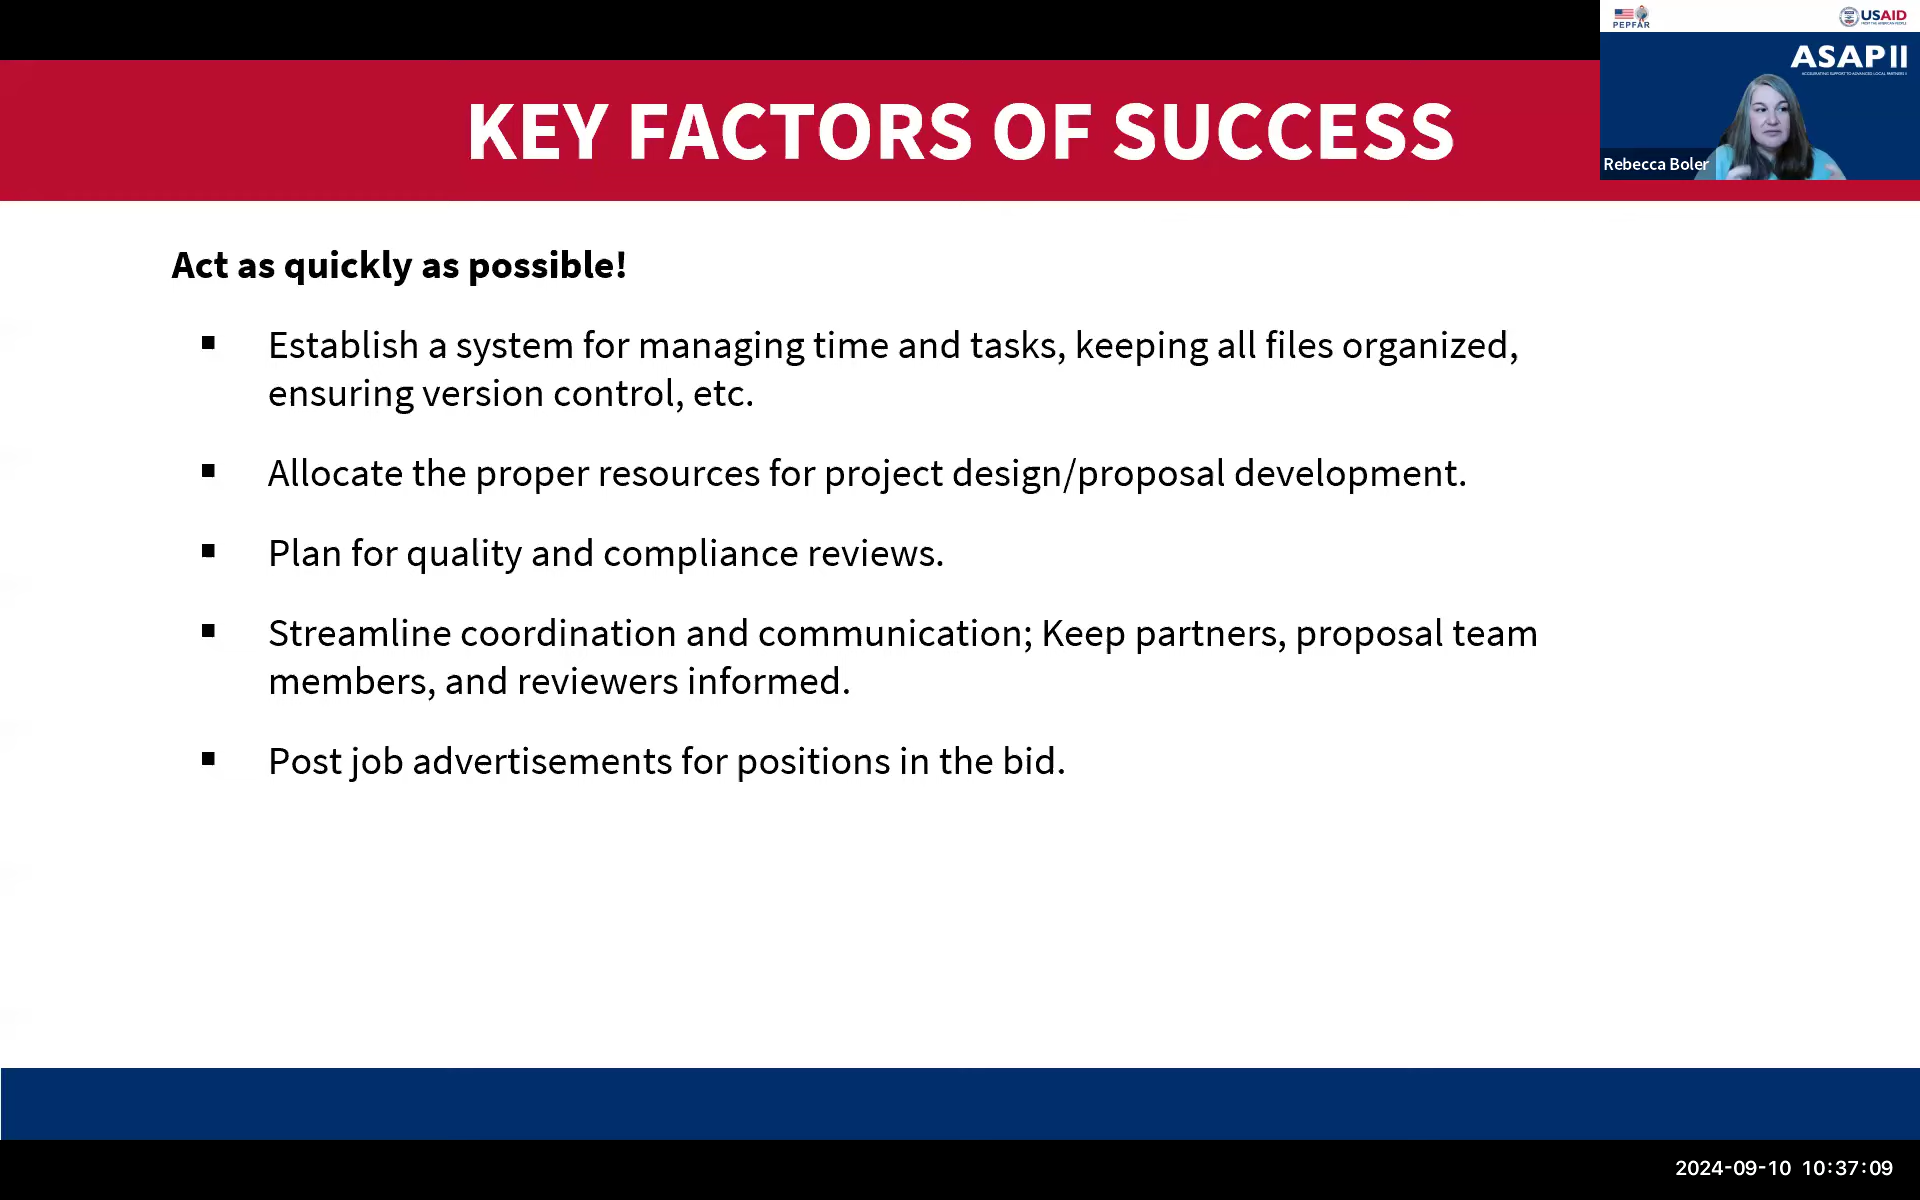 PEPFAR
USAID
FROM THE AMERICAN PEOPLE
ASAP II
ACCELERATING SUPPORT TO ADVANCED LOCAL PARTNERS II
Rebecca Boler
KEY FACTORS OF SUCCESS
Act as quickly as possible!
▪ Establish a system for managing time and tasks, keeping all files organized,
ensuring version control, etc.
▪ Allocate the proper resources for project design/proposal development.
▪ Plan for quality and compliance reviews.
▪ Streamline coordination and communication; Keep partners, proposal team
members, and reviewers informed.
▪ Post job advertisements for positions in the bid.
2024-09-10 10:37:09